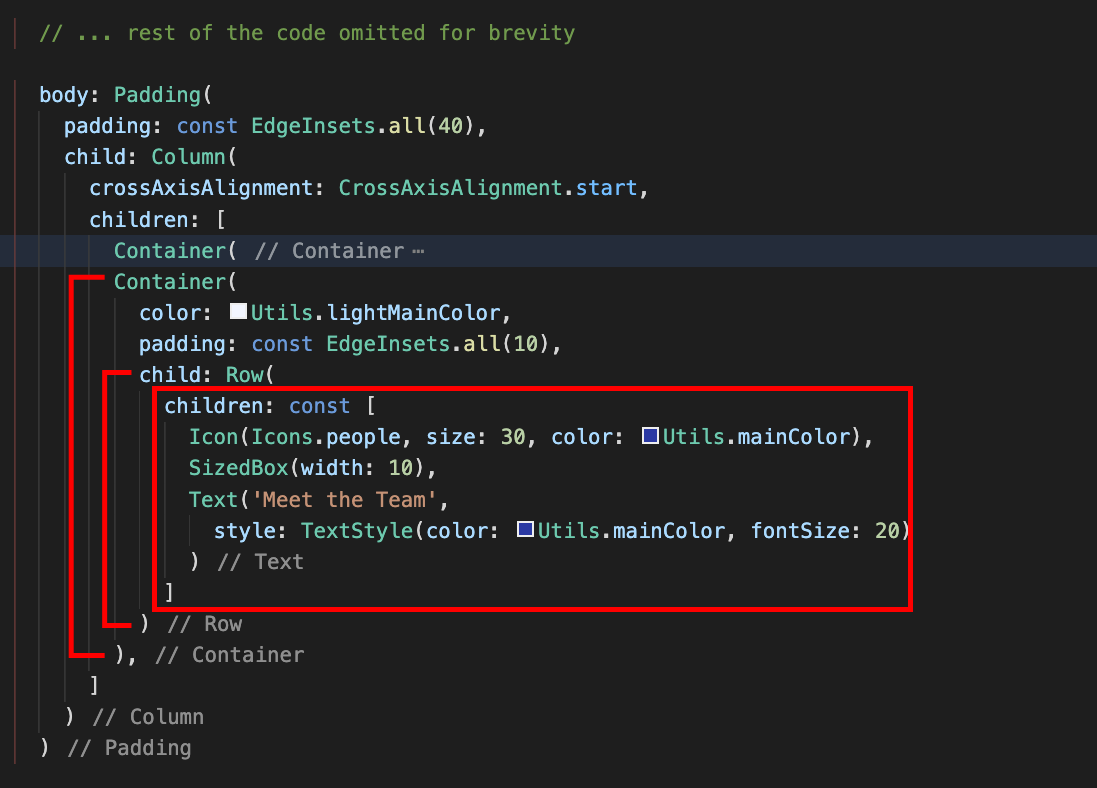 // ... rest of the code omitted for brevity
body: Padding(
padding: const EdgeInsets.all(40),
child: Column(
crossAxisAlignment: CrossAxisAlignment.start,
children: [
Container( // Container ⋯
Container(
color: Utils.lightMainColor,
padding: const EdgeInsets.all(10),
child: Row(
children: const [
Icon(Icons.people, size: 30, color: Utils.mainColor),
SizedBox(width: 10),
Text('Meet the Team',
style: TextStyle(color: Utils.mainColor, fontSize: 20)
) // Text
]
) // Row
), // Container
]
) // Column
) // Padding